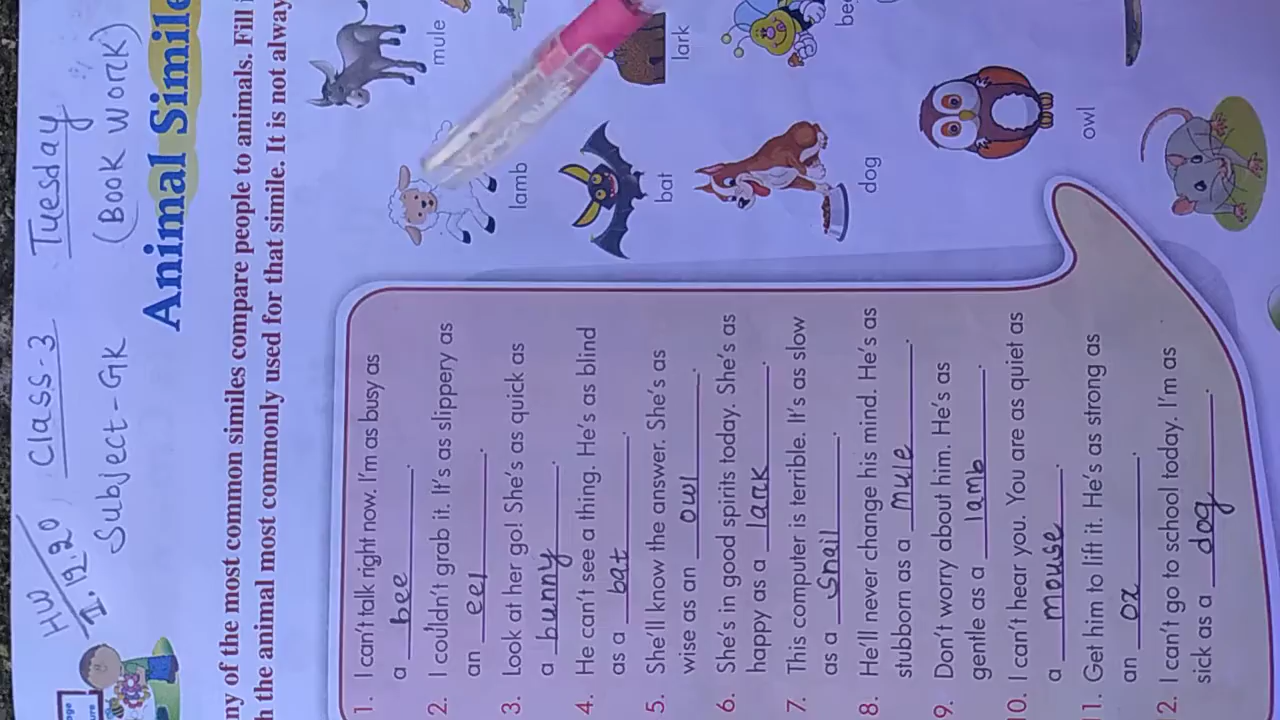 HW
II.12.20
Class-3
Tuesday
Subject-GK
(Book Work)
Animal Simile
ny of the most common similes compare people to animals. Fill i
h the animal most commonly used for that simile. It is not alway
1. I can't talk right now. I'm as busy as
a bee.
2. I couldn't grab it. It's as slippery as
an eel.
3. Look at her go! She's as quick as
a bunny.
4. He can't see a thing. He's as blind
as a bat.
5. She'll know the answer. She's as
wise as an owl.
6. She's in good spirits today. She's as
happy as a lark.
7. This computer is terrible. It's as slow
as a snail.
8. He'll never change his mind. He's as
stubborn as a mule.
9. Don't worry about him. He's as
gentle as a lamb.
10. I can't hear you. You are as quiet as
a mouse.
11. Get him to lift it. He's as strong as
an ox.
2. I can't go to school today. I'm as
sick as a dog.
mule
lamb
lark
bat
bee
dog
owl